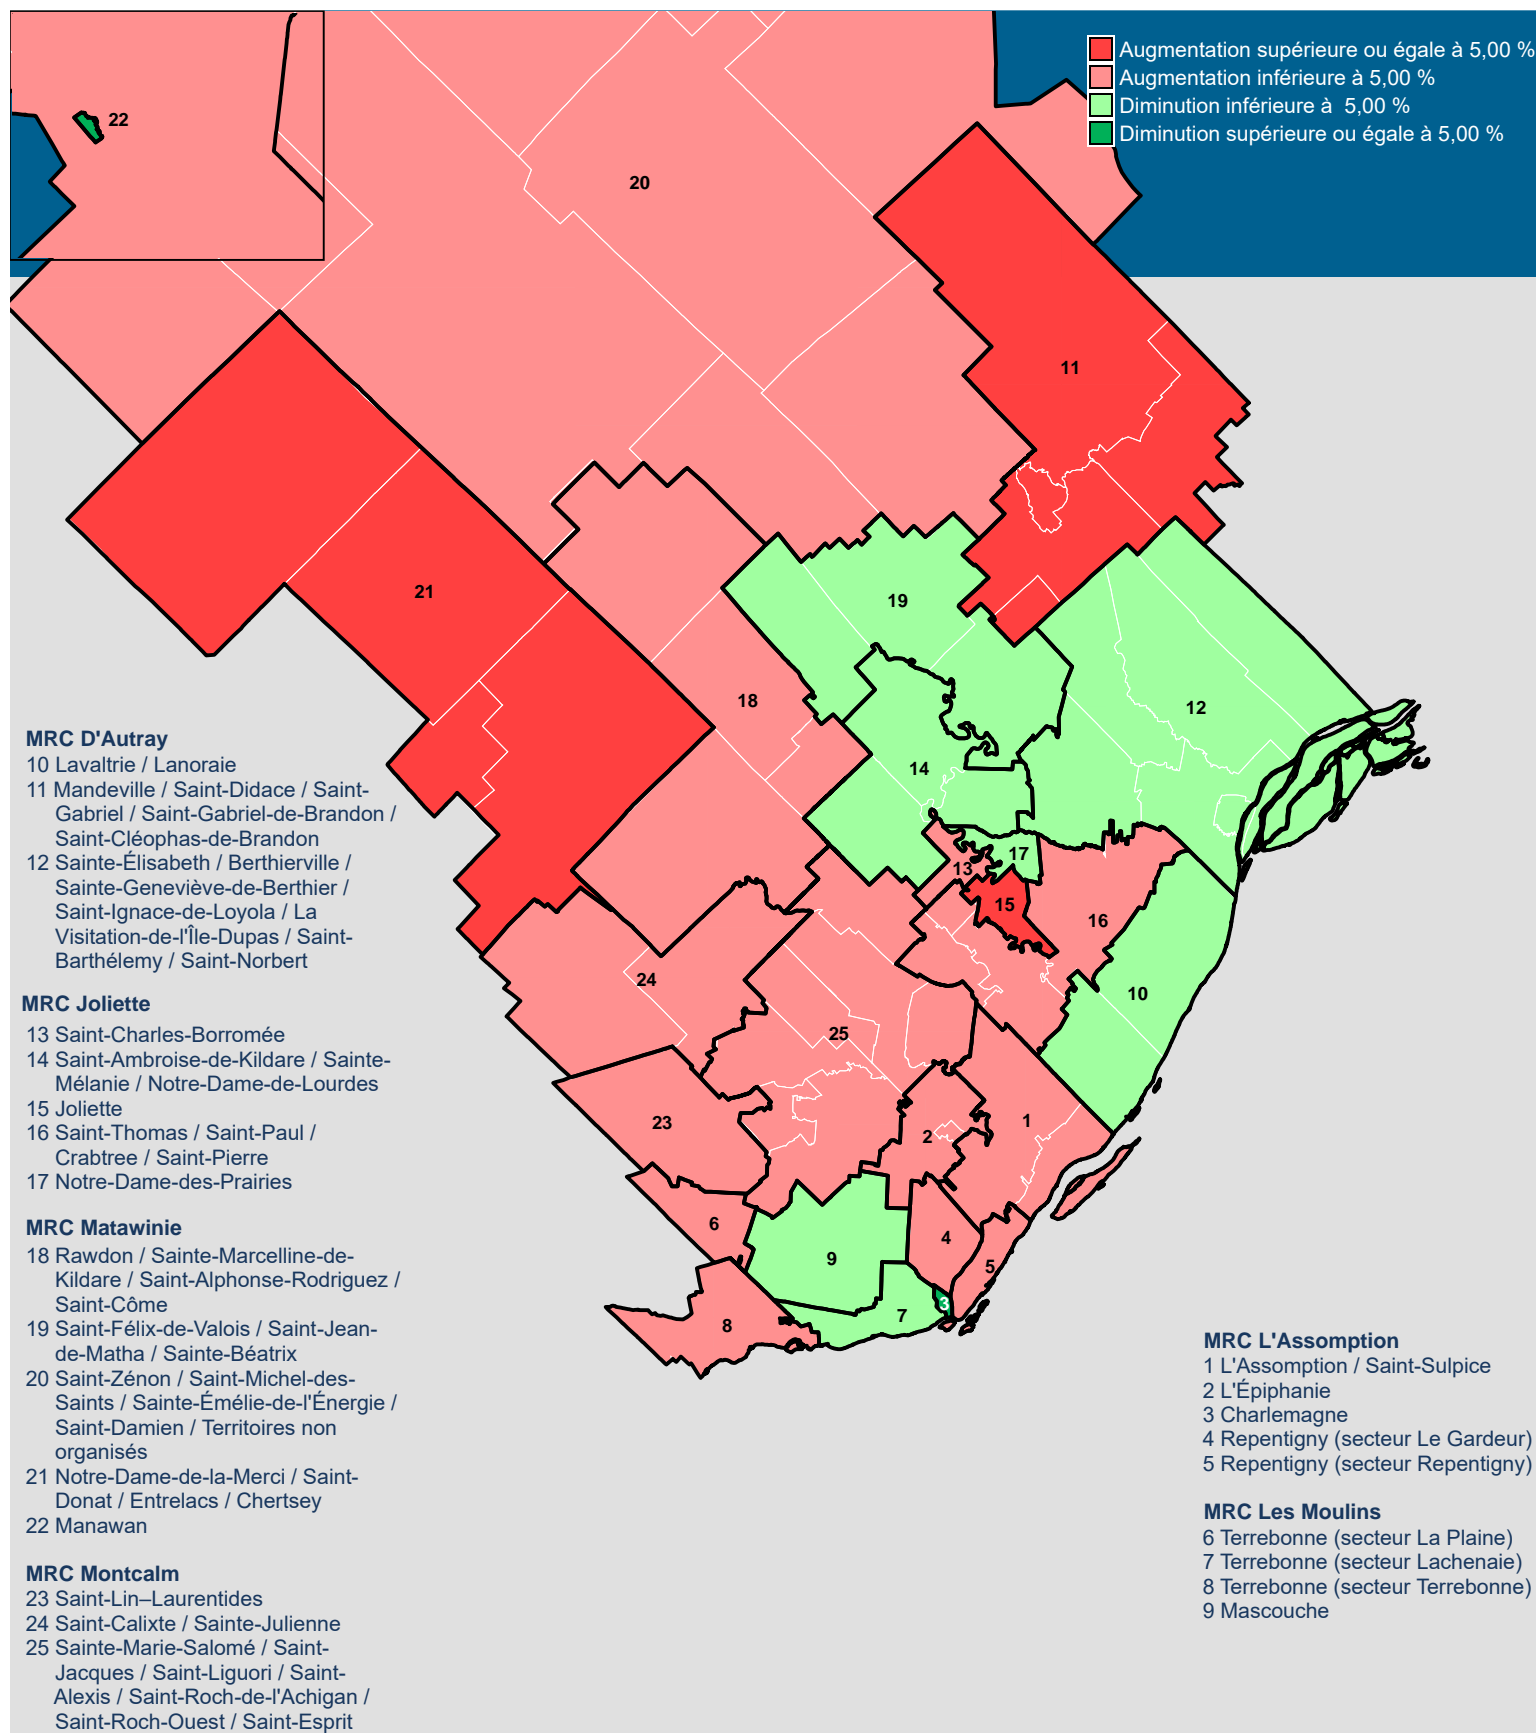 Augmentation supérieure ou égale à 5,00 %
Augmentation inférieure à 5,00 %
Diminution inférieure à 5,00 %
Diminution supérieure ou égale à 5,00 %
22
20
11
21
19
18
12
14
17
13
15
16
24
10
25
23
1
2
6
4
9
5
3
7
8
MRC D'Autray
10 Lavaltrie / Lanoraie
11 Mandeville / Saint-Didace / Saint-
Gabriel / Saint-Gabriel-de-Brandon /
Saint-Cléophas-de-Brandon
12 Sainte-Élisabeth / Berthierville /
Sainte-Geneviève-de-Berthier /
Saint-Ignace-de-Loyola / La
Visitation-de-l'Île-Dupas / Saint-
Barthélemy / Saint-Norbert
MRC Joliette
13 Saint-Charles-Borromée
14 Saint-Ambroise-de-Kildare / Sainte-
Mélanie / Notre-Dame-de-Lourdes
15 Joliette
16 Saint-Thomas / Saint-Paul /
Crabtree / Saint-Pierre
17 Notre-Dame-des-Prairies
MRC Matawinie
18 Rawdon / Sainte-Marcelline-de-
Kildare / Saint-Alphonse-Rodriguez /
Saint-Côme
19 Saint-Félix-de-Valois / Saint-Jean-
de-Matha / Sainte-Béatrix
20 Saint-Zénon / Saint-Michel-des-
Saints / Sainte-Émélie-de-l'Énergie /
Saint-Damien / Territoires non
organisés
21 Notre-Dame-de-la-Merci / Saint-
Donat / Entrelacs / Chertsey
22 Manawan
MRC Montcalm
23 Saint-Lin–Laurentides
24 Saint-Calixte / Sainte-Julienne
25 Sainte-Marie-Salomé / Saint-
Jacques / Saint-Liguori / Saint-
Alexis / Saint-Roch-de-l'Achigan /
Saint-Roch-Ouest / Saint-Esprit
MRC L'Assomption
1 L'Assomption / Saint-Sulpice
2 L'Épiphanie
3 Charlemagne
4 Repentigny (secteur Le Gardeur)
5 Repentigny (secteur Repentigny)
MRC Les Moulins
6 Terrebonne (secteur La Plaine)
7 Terrebonne (secteur Lachenaie)
8 Terrebonne (secteur Terrebonne)
9 Mascouche